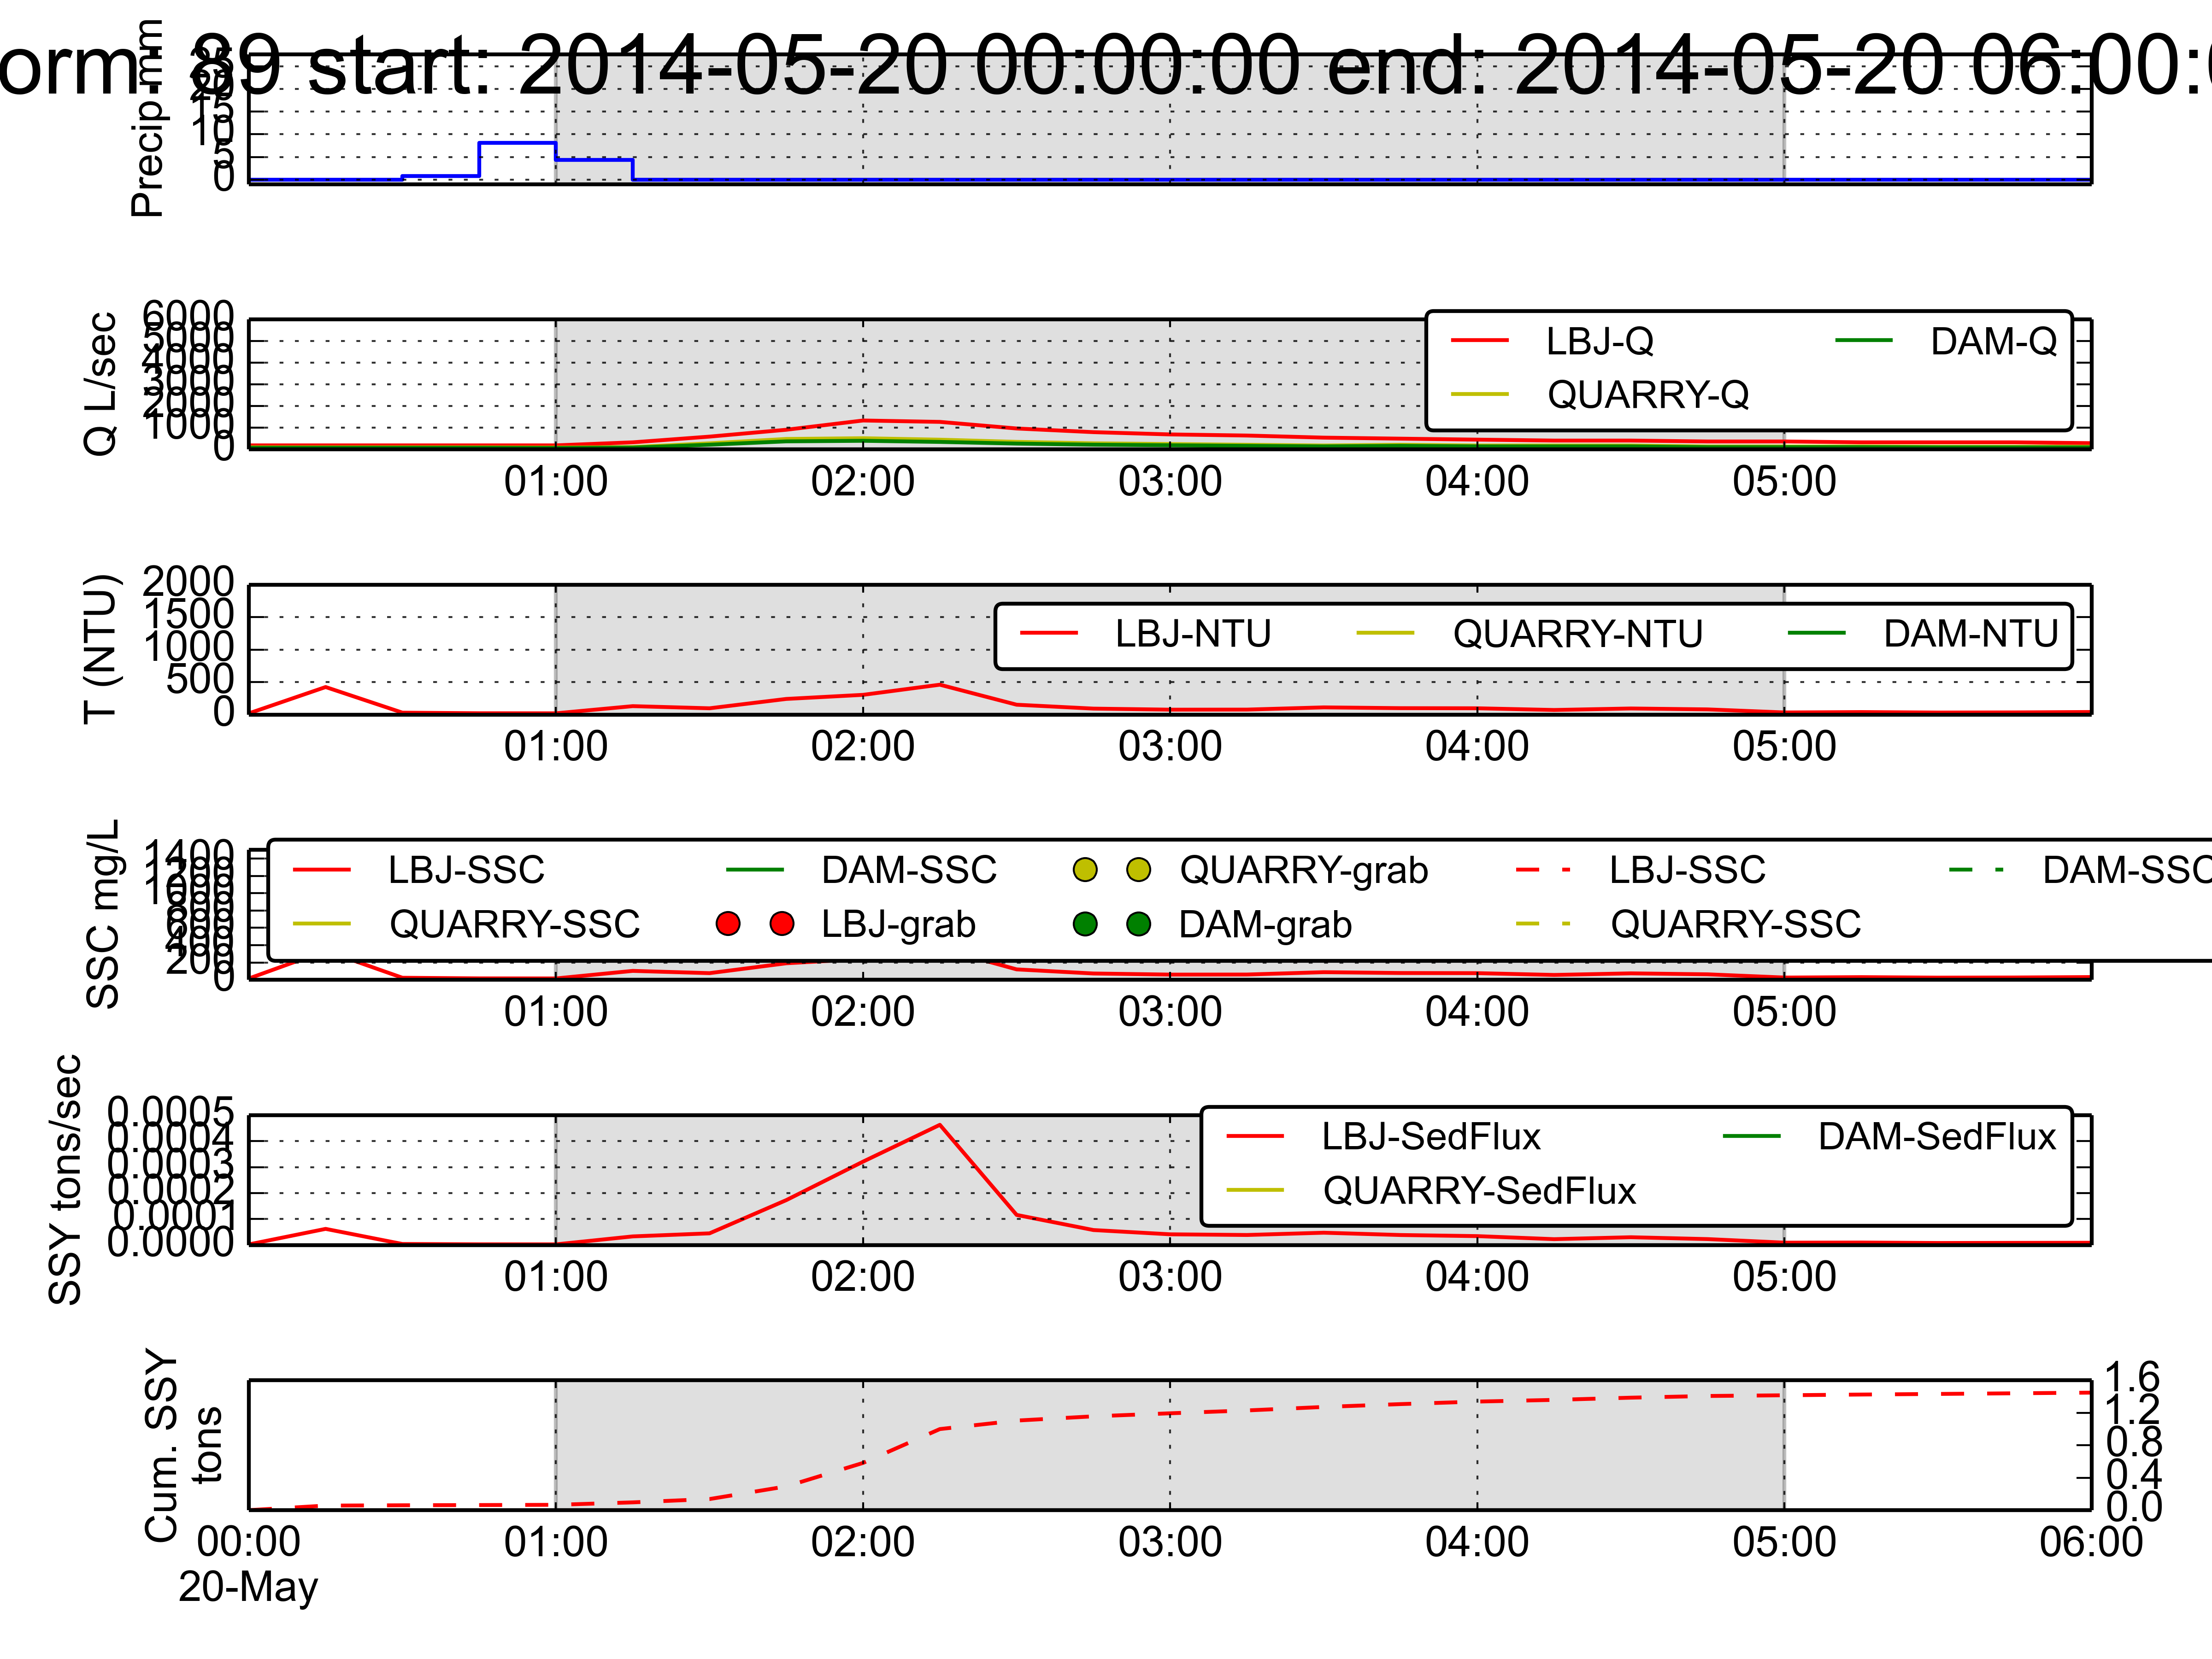 orm: 89 start: 2014-05-20 00:00:00 end: 2014-05-20 06:00:0
Precip-mm
25
20
15
10
5
0
Q L/sec
6000
5000
4000
3000
2000
1000
0
LBJ-Q DAM-Q
QUARRY-Q
01:00 02:00 03:00 04:00 05:00
T (NTU)
2000
1500
1000
500
0
LBJ-NTU QUARRY-NTU DAM-NTU
01:00 02:00 03:00 04:00 05:00
SSC mg/L
1400
1200
1000
800
600
400
200
0
LBJ-SSC DAM-SSC QUARRY-grab LBJ-SSC DAM-SSC
QUARRY-SSC LBJ-grab DAM-grab QUARRY-SSC
01:00 02:00 03:00 04:00 05:00
SSY tons/sec
0.0005
0.0004
0.0003
0.0002
0.0001
0.0000
LBJ-SedFlux DAM-SedFlux
QUARRY-SedFlux
01:00 02:00 03:00 04:00 05:00
Cum. SSY
tons
1.6
1.2
0.8
0.4
0.0
00:00 01:00 02:00 03:00 04:00 05:00 06:00
20-May